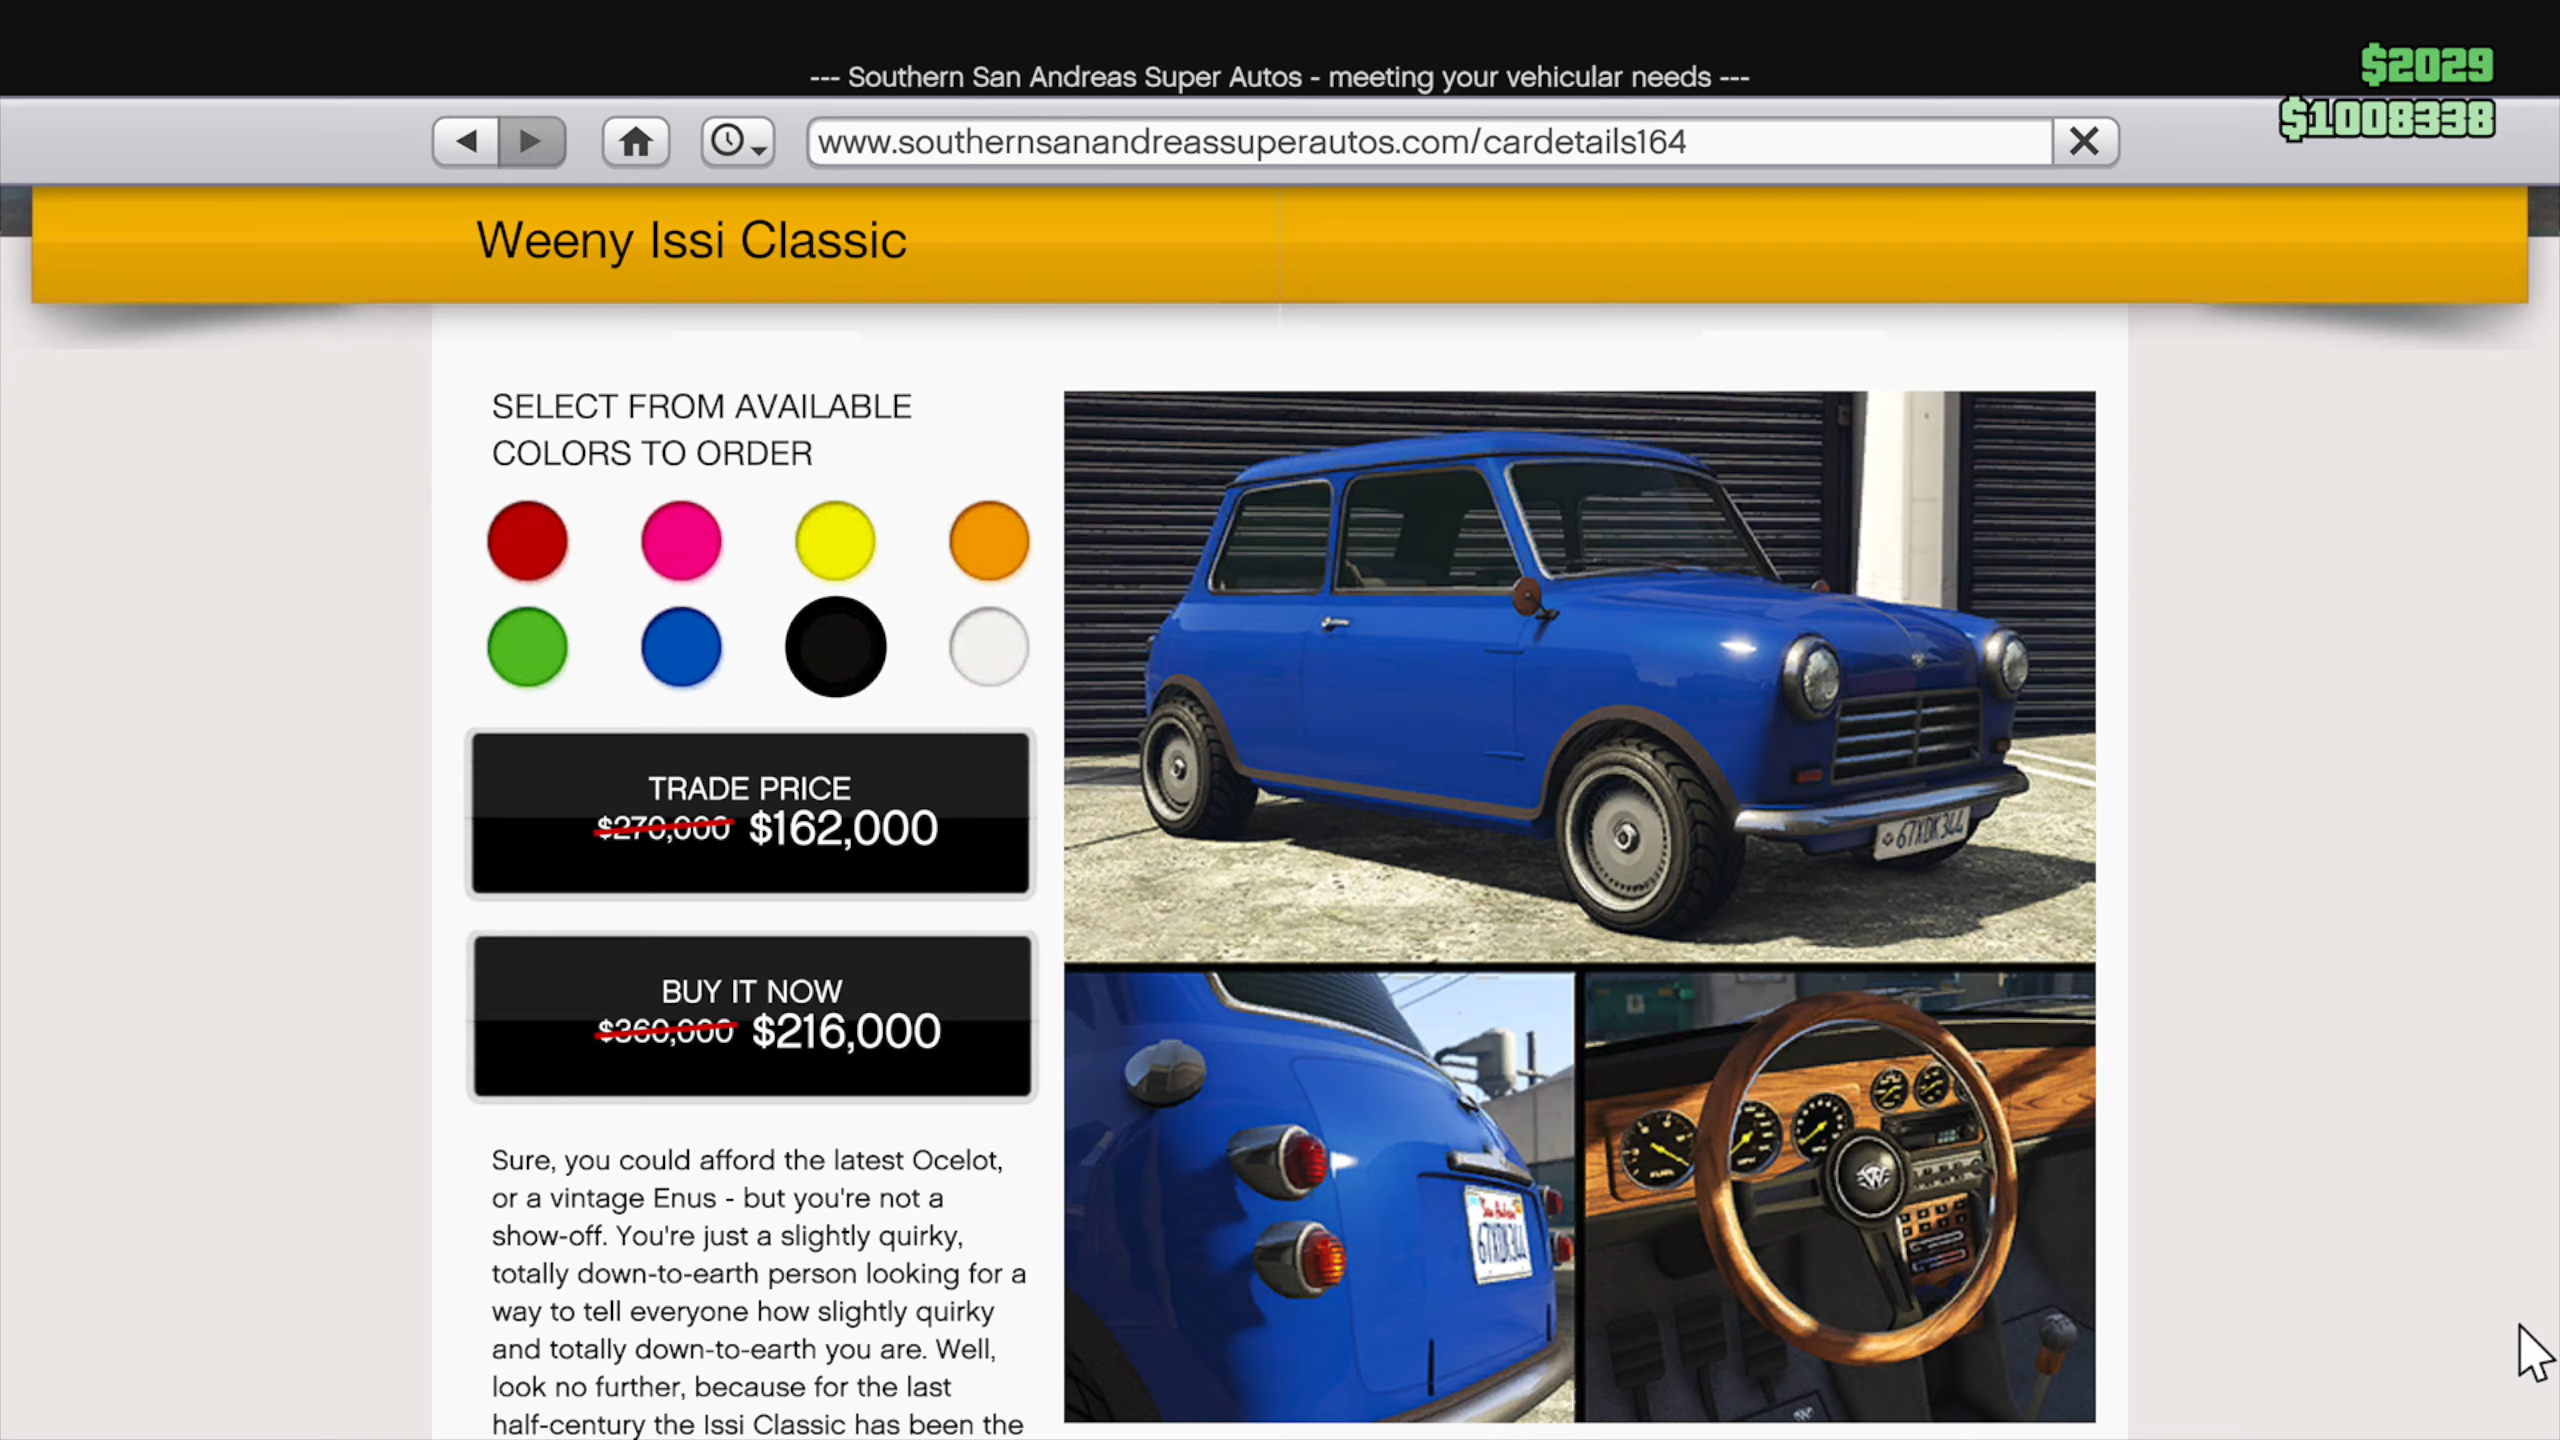 --- Southern San Andreas Super Autos - meeting your vehicular needs ---
$2029
$1008338
www.southernsanandreassuperautos.com/cardetails164
Weeny Issi Classic
SELECT FROM AVAILABLE
COLORS TO ORDER
TRADE PRICE
$270,000 $162,000
BUY IT NOW
$360,000 $216,000
Sure, you could afford the latest Ocelot,
or a vintage Enus - but you're not a
show-off. You're just a slightly quirky,
totally down-to-earth person looking for a
way to tell everyone how slightly quirky
and totally down-to-earth you are. Well,
look no further, because for the last
half-century the Issi Classic has been the
67XDK344
San Andreas
67XDK344